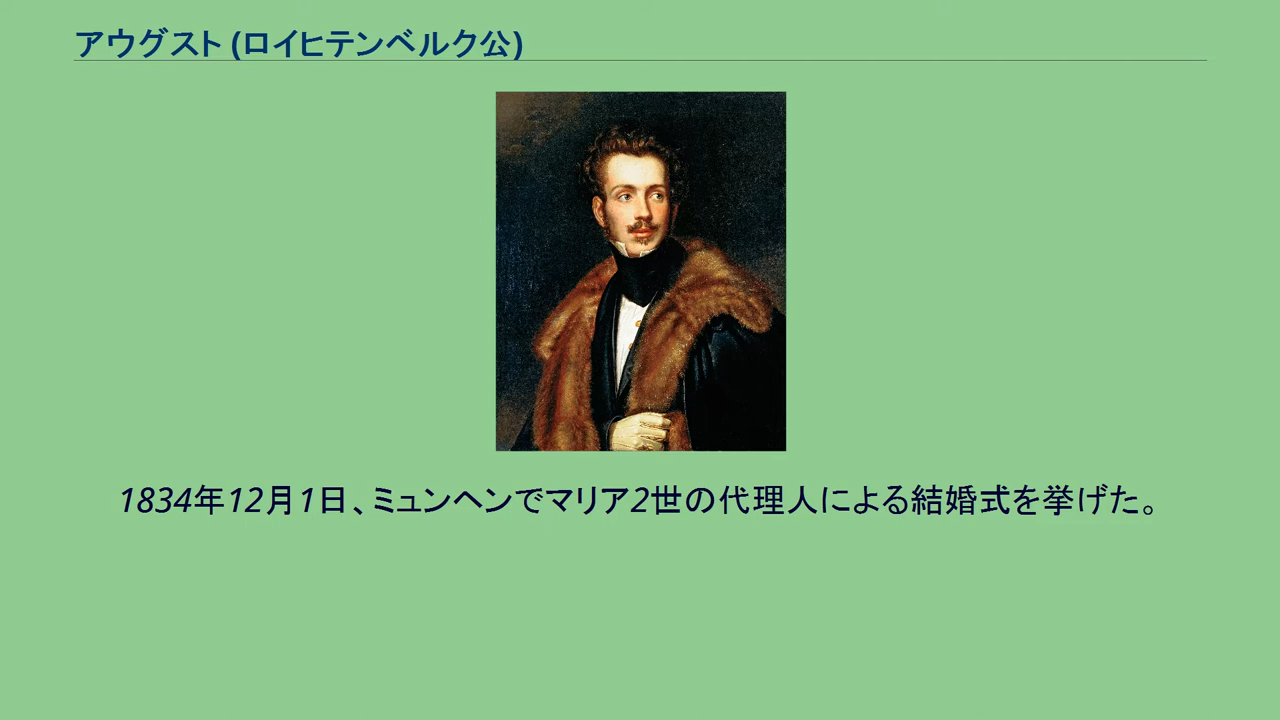 アウグスト (ロイヒテンベルク公)
1834年12月1日、ミュンヘンでマリア2世の代理人による結婚式を挙げた。